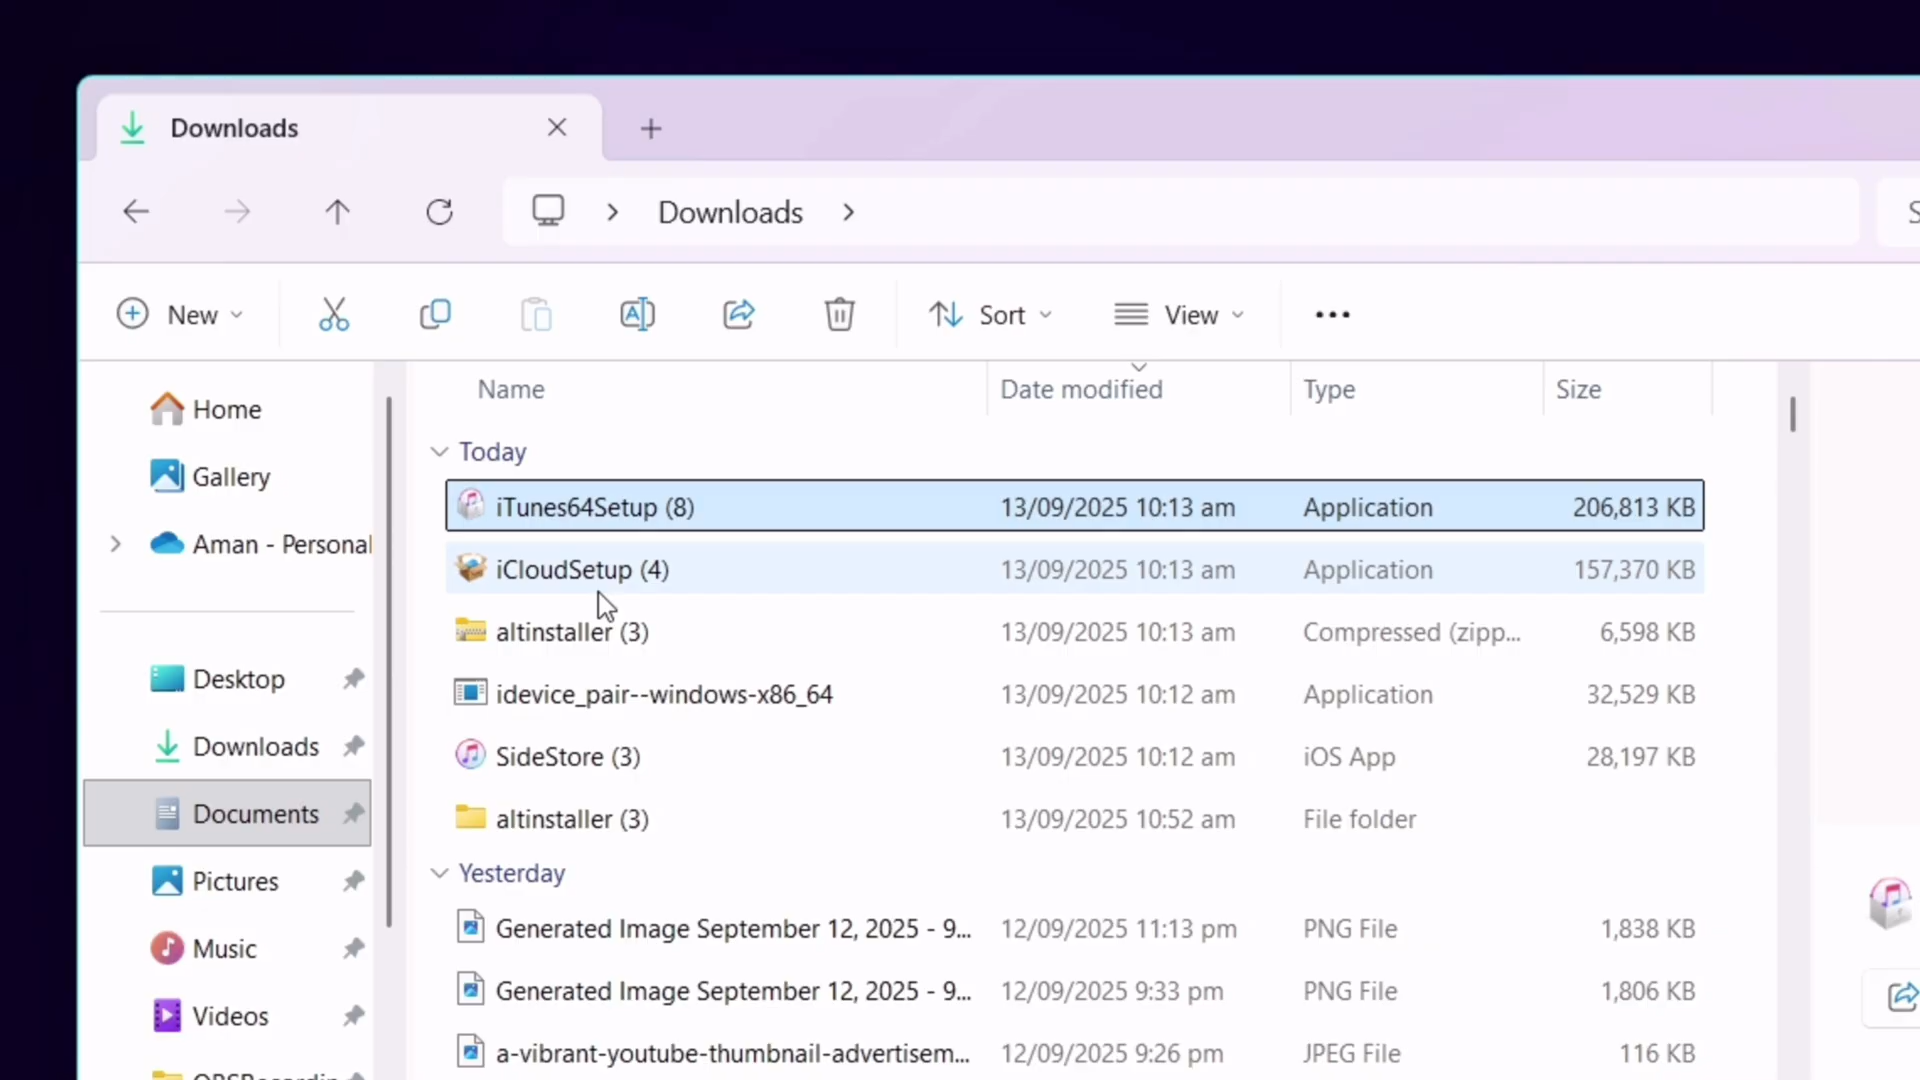 Downloads
Downloads
S
New
Sort
View
Home
Gallery
Aman - Personal
Desktop
Downloads
Documents
Pictures
Music
Videos
Name Date modified Type Size
Today
iTunes64Setup (8) 13/09/2025 10:13 am Application 206,813 KB
iCloudSetup (4) 13/09/2025 10:13 am Application 157,370 KB
altinstaller (3) 13/09/2025 10:13 am Compressed (zipp... 6,598 KB
idevice_pair--windows-x86_64 13/09/2025 10:12 am Application 32,529 KB
SideStore (3) 13/09/2025 10:12 am iOS App 28,197 KB
altinstaller (3) 13/09/2025 10:52 am File folder
Yesterday
Generated Image September 12, 2025 - 9... 12/09/2025 11:13 pm PNG File 1,838 KB
Generated Image September 12, 2025 - 9... 12/09/2025 9:33 pm PNG File 1,806 KB
a-vibrant-youtube-thumbnail-advertisem... 12/09/2025 9:26 pm JPEG File 116 KB